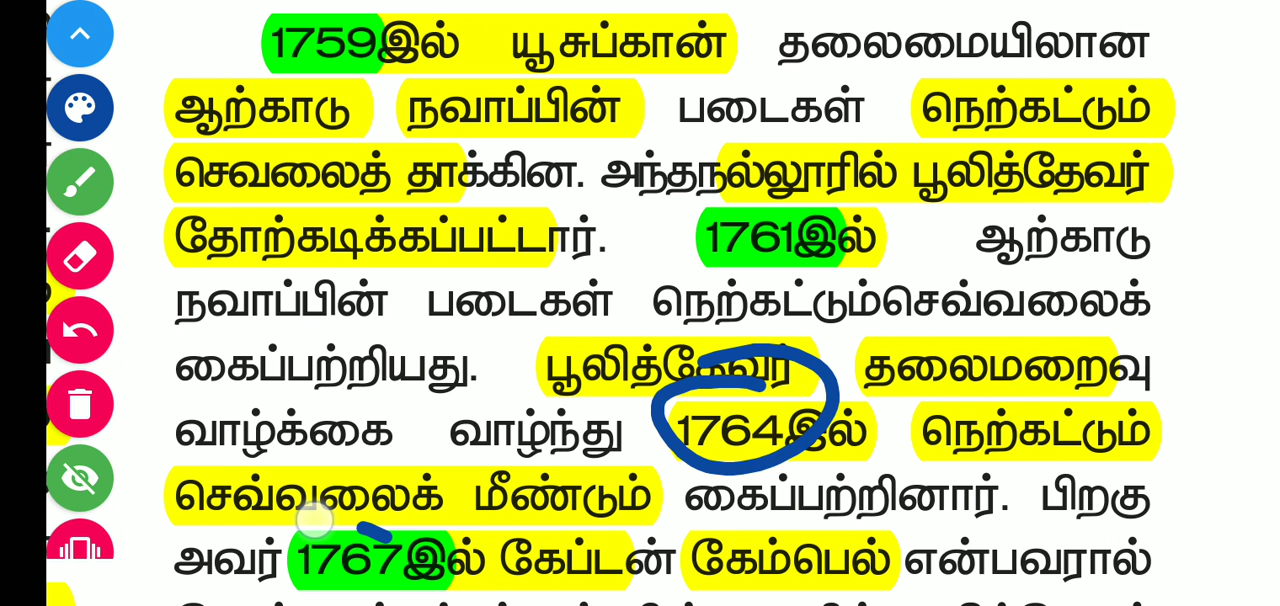 1759இல் யூசுப்கான் தலைமையிலான
ஆற்காடு நவாப்பின் படைகள் நெற்கட்டும்
செவலைத் தாக்கின. அந்தநல்லூரில் பூலித்தேவர்
தோற்கடிக்கப்பட்டார். 1761இல் ஆற்காடு
நவாப்பின் படைகள் நெற்கட்டும்செவ்வலைக்
கைப்பற்றியது. பூலித்தேவர் தலைமறைவு
வாழ்க்கை வாழ்ந்து 1764இல் நெற்கட்டும்
செவ்வலைக் மீண்டும் கைப்பற்றினார். பிறகு
அவர் 1767இல் கேப்டன் கேம்பெல் என்பவரால்